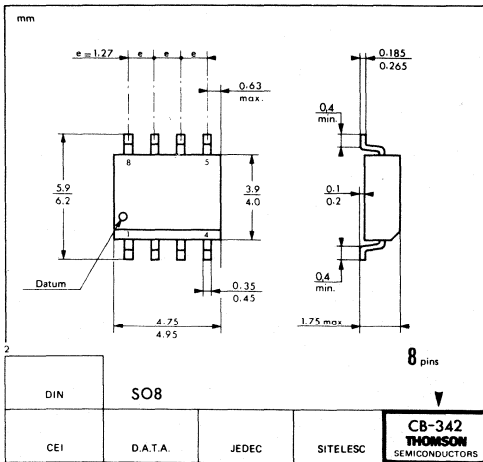 mm
e = 1.27
e
e
e
0.63
max.
0.185
0.265
0,4
min.
8
5
5.9
6.2
3.9
4.0
0.1
0.2
1
4
Datum
0.35
0.45
0,4
min.
4.75
4.95
1.75 max
2
8 pins
DIN
SO8
CEI
D.A.T.A.
JEDEC
SITELESC
CB-342
THOMSON
SEMICONDUCTORS